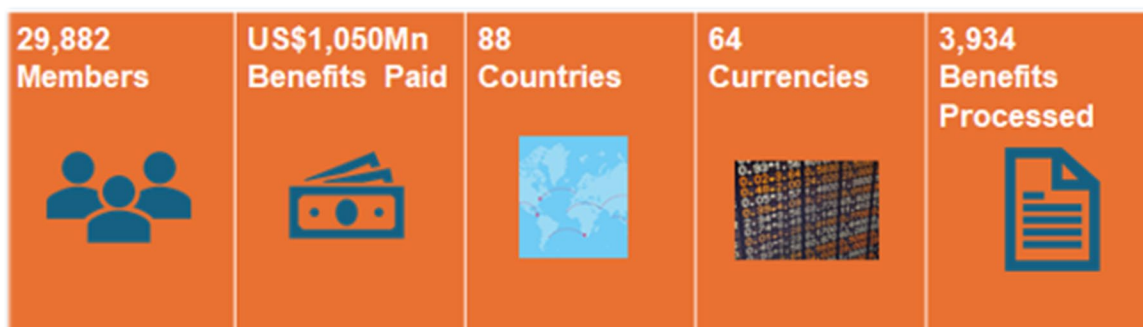 29,882
Members
US$1,050Mn
Benefits Paid
88
Countries
64
Currencies
3,934
Benefits
Processed